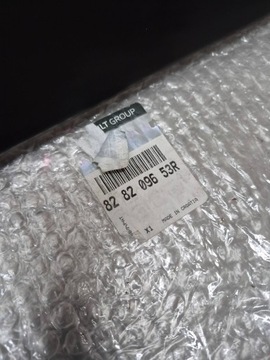 LT GROUP
82 82 096 53R
X1 MADE IN CROATIA